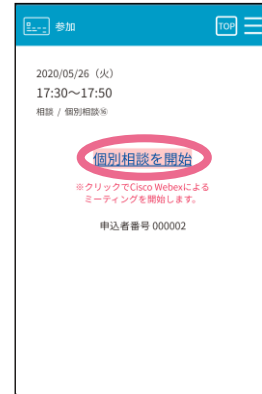 参加
TOP
2020/05/26（火）
17:30～17:50
相談 / 個別相談⑯
個別相談を開始
※クリックでCisco Webexによる
ミーティングを開始します。
申込者番号 000002